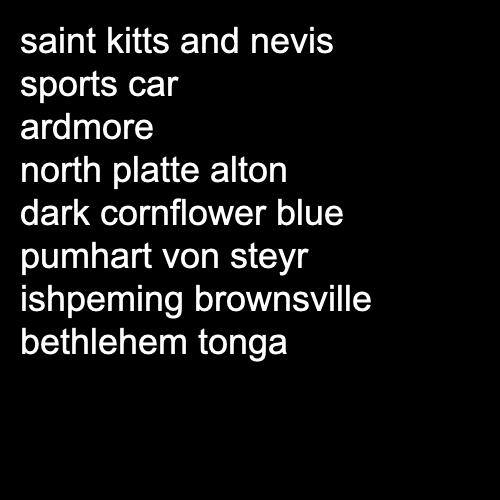 saint kitts and nevis
sports car
ardmore
north platte alton
dark cornflower blue
pumhart von steyr
ishpeming brownsville
bethlehem tonga